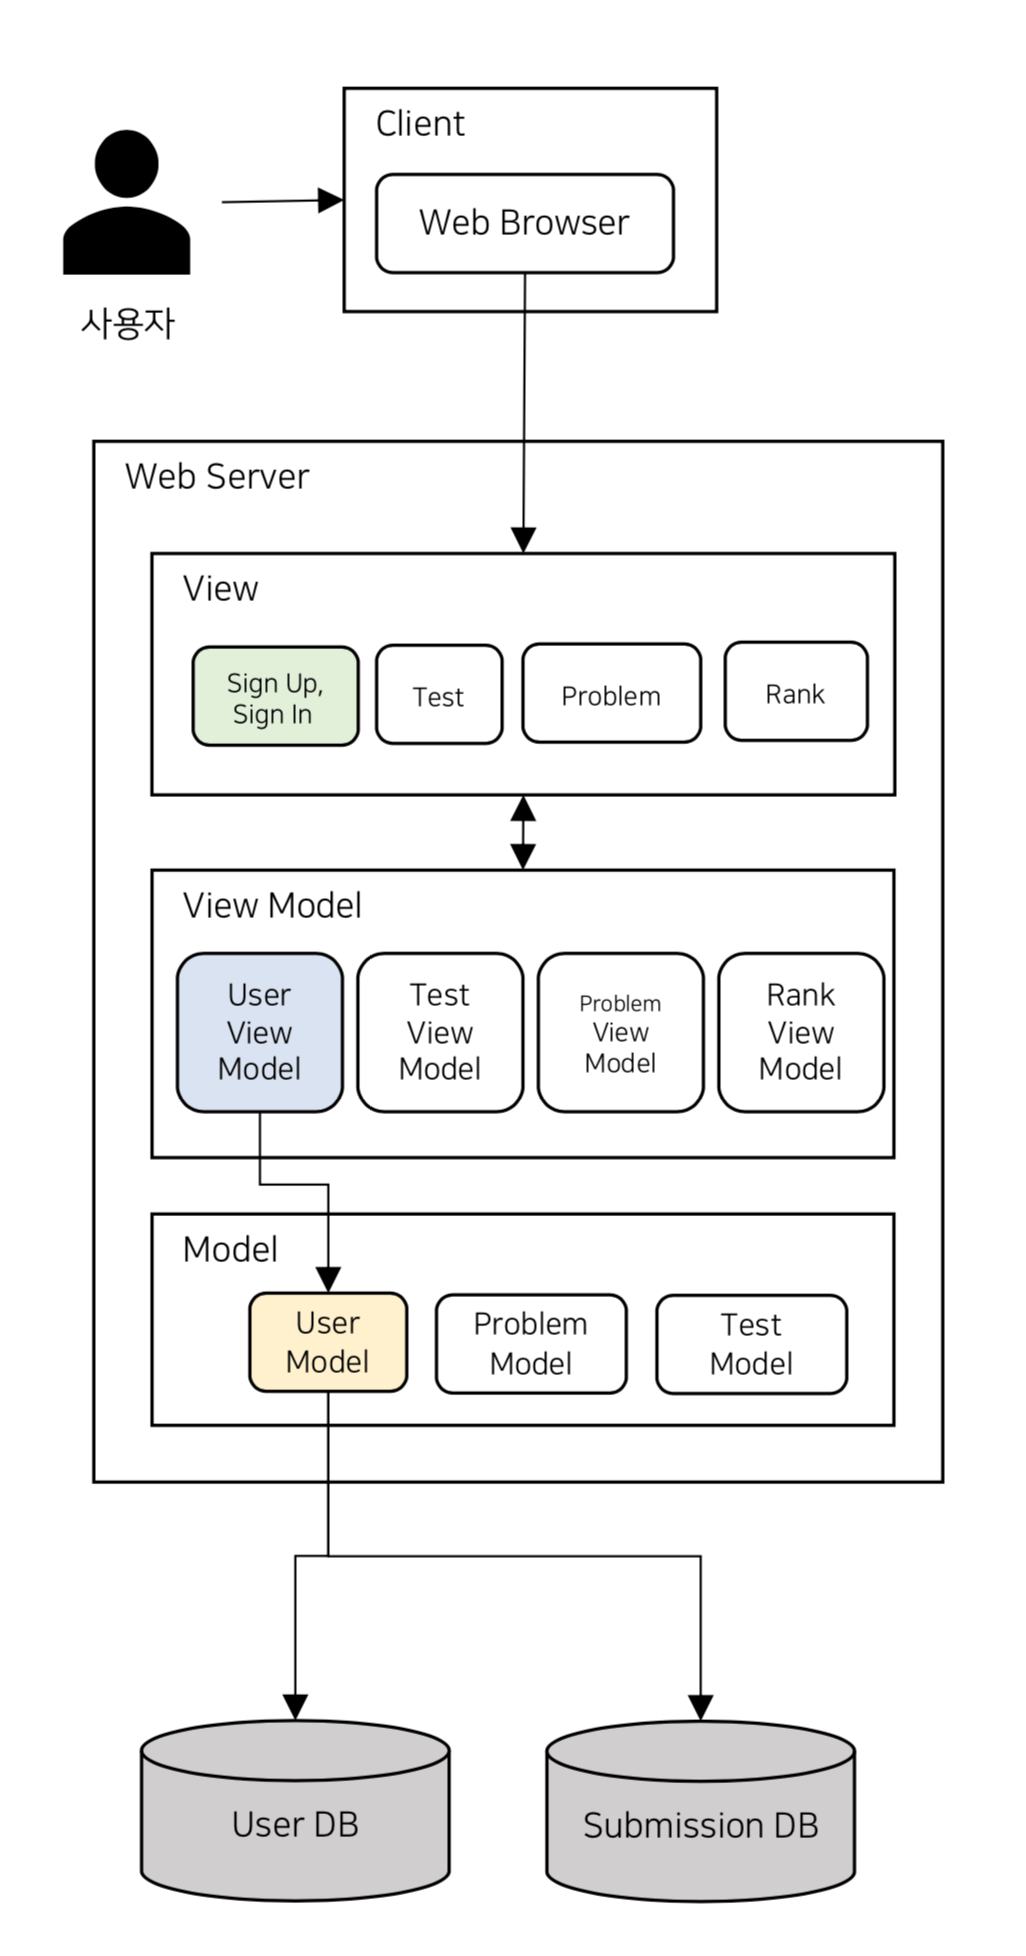 Client
Web Browser
사용자
Web Server
View
Sign Up,
Sign In
Test
Problem
Rank
View Model
User
View
Model
Test
View
Model
Problem
View
Model
Rank
View
Model
Model
User
Model
Problem
Model
Test
Model
User DB
Submission DB